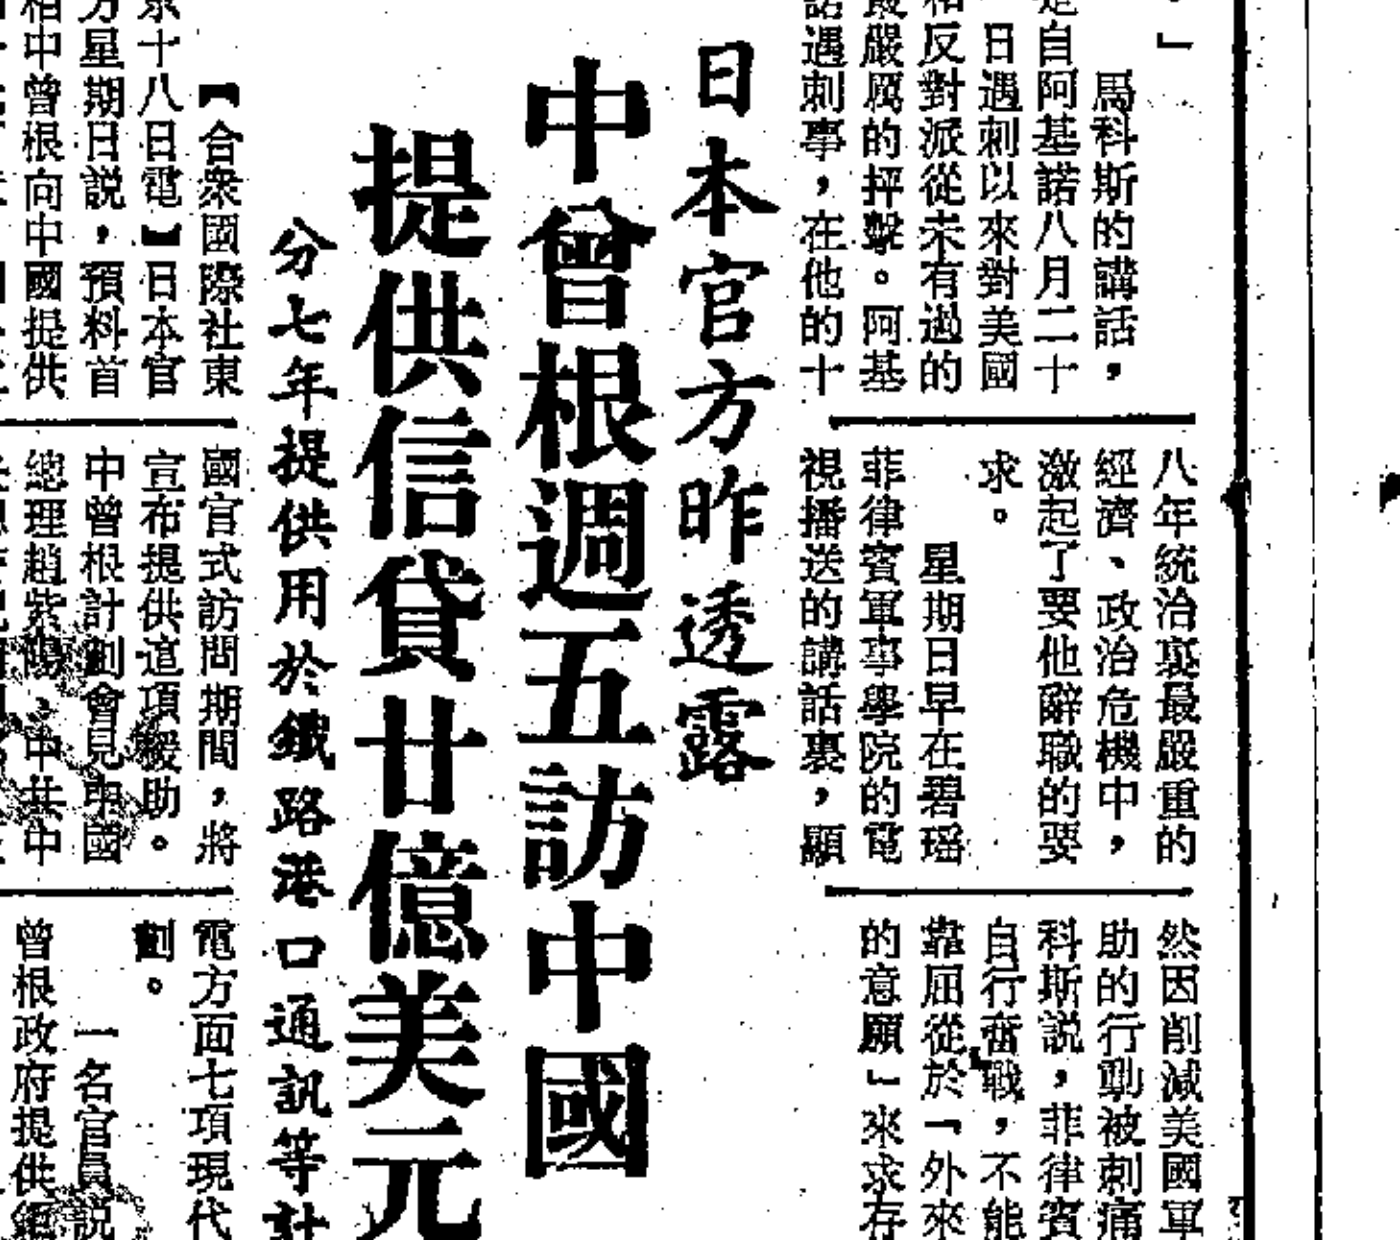 。」
馬科斯的講話，
是自阿基諾八月二十
一日遇刺以來對美國
和反對派從未有過的
最嚴厲的抨擊。阿基
諾遇刺事，在他的十
八年統治裏最嚴重的
經濟、政治危機中，
激起了要他辭職的要
求。
星期日早在碧瑤
菲律賓軍事學院的電
視播送的講話裏，顯
然因削減美國軍
助的行動被刺痛
科斯說，菲律賓
自行奮戰，不能
靠屈從於「外來
的意願」來求存
日本官方昨透露
中曾根週五訪中國
提供信貸廿億美元
分七年提供用於鐵路港口通訊等計
【合衆國際社東
京十八日電】日本官
方星期日説，預料首
相中曾根向中國提供
國官式訪問期間，將
宣布提供這項援助。
中曾根計劃會見中國
總理趙紫陽、中共中
電方面七項現代
劃。
一名官員説
曾根政府提供